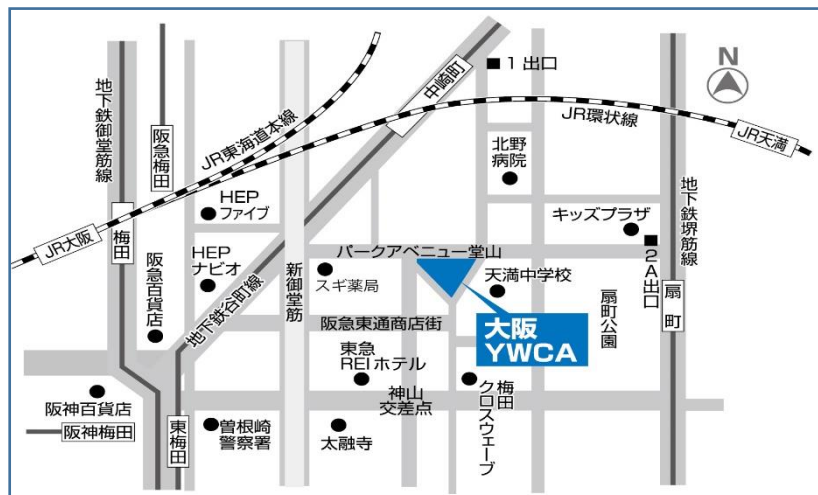 地下鉄御堂筋線
阪急梅田
JR東海道本線
中崎町
1 出口
N
JR環状線
JR天満
北野
病院
HEP
ファイブ
キッズプラザ
地下鉄堺筋線
JR大阪
梅田
阪急百貨店
HEP
ナビオ
地下鉄谷町線
新御堂筋
パークアベニュー堂山
スギ薬局
天満中学校
2A出口
扇町公園
扇町
阪急東通商店街
大阪
YWCA
東急
REIホテル
神山
交差点
梅田
クロスウェーブ
阪神百貨店
阪神梅田
東梅田
曽根崎
警察署
太融寺